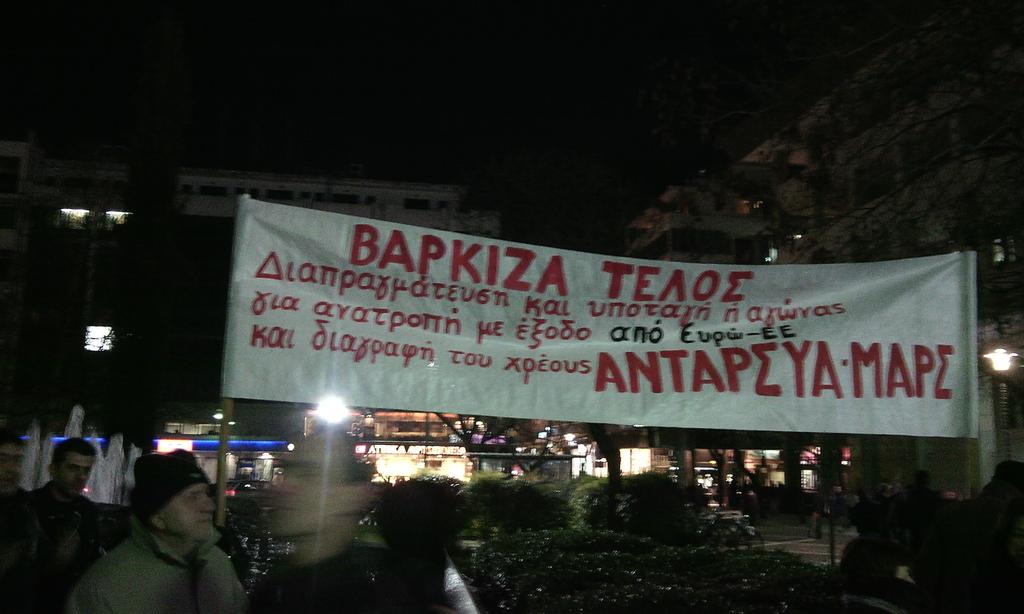 ΒΑΡΚΙΖΑ ΤΕΛΟΣ
Διαπραγμάτευση και υποταγή ή αγώνας
για ανατροπή με έξοδο από Ευρώ-ΕΕ
και διαγραφή του χρέους ΑΝΤΑΡΣΥΑ·ΜΑΡΣ